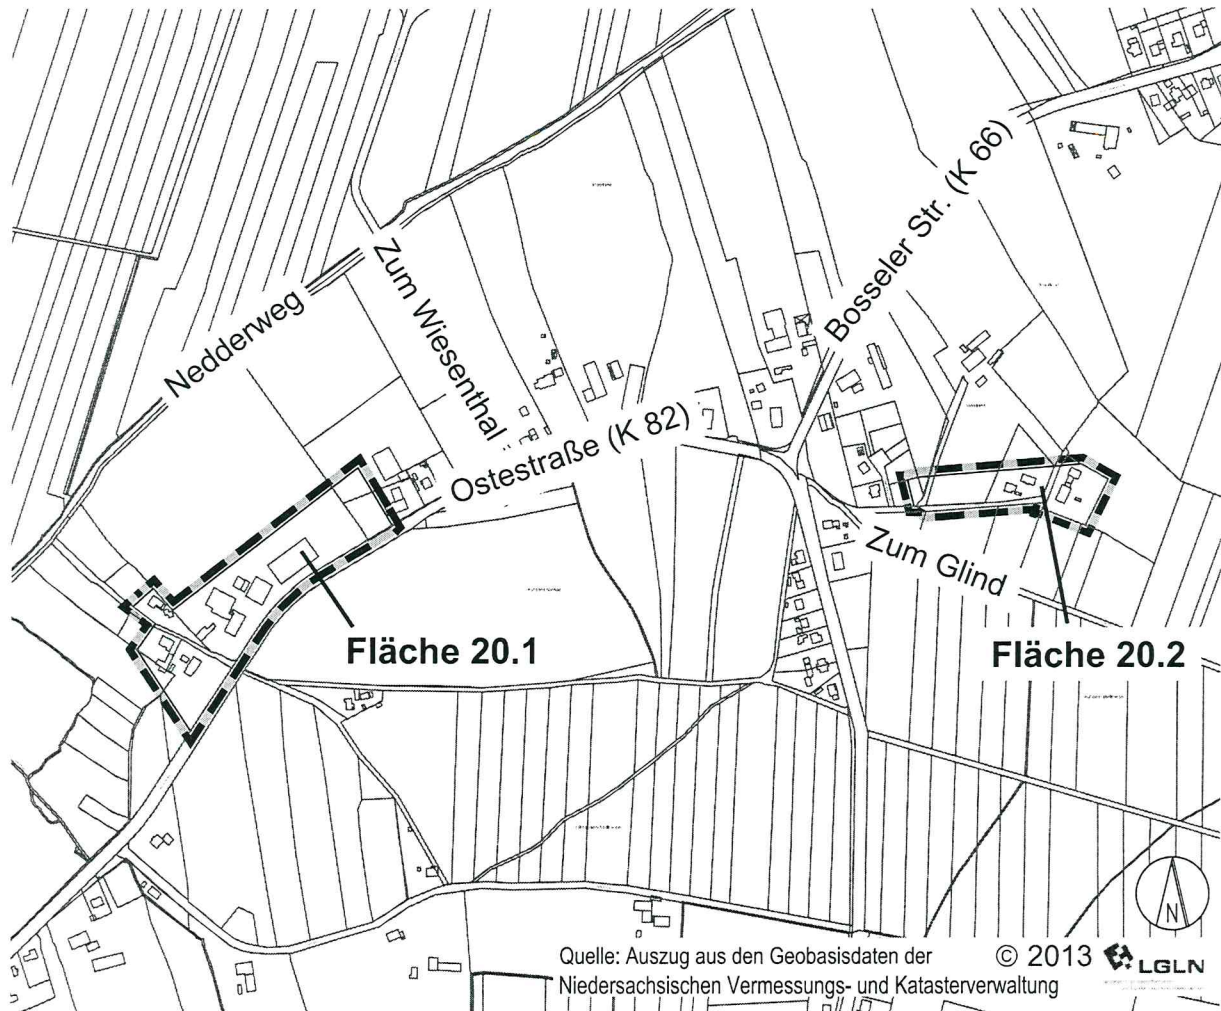 Bosseler Str. (K 66)
Zum Wiesenthal
Nedderweg
Ostestraße (K 82)
Zum Glind
Fläche 20.1
Fläche 20.2
N
Quelle: Auszug aus den Geobasisdaten der
Niedersachsischen Vermessungs- und Katasterverwaltung
© 2013 LGLN